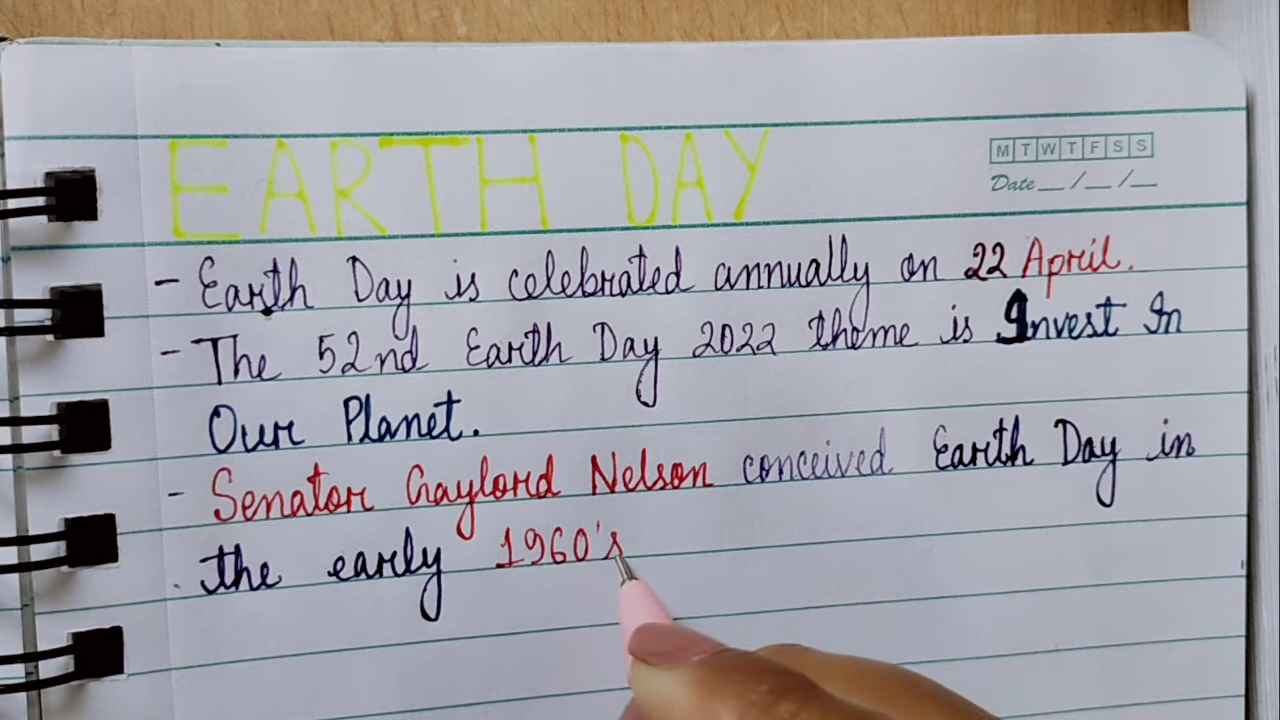 EARTH DAY
M T W T F S S
Date __/__/__
- Earth Day is celebrated annually on 22 April.
- The 52nd Earth Day 2022 theme is Invest In
Our Planet.
- Senator Gaylord Nelson conceived Earth Day in
the early 1960's